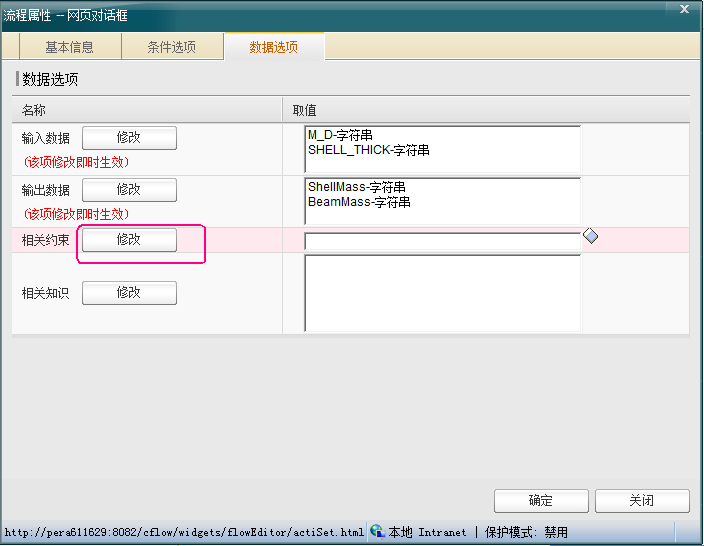 流程属性 -- 网页对话框
基本信息 条件选项 数据选项
数据选项
名称 取值
输入数据 修改
(该项修改即时生效)
M_D-字符串
SHELL_THICK-字符串
输出数据 修改
(该项修改即时生效)
ShellMass-字符串
BeamMass-字符串
相关约束 修改
相关知识 修改
确定 关闭
http://pera611629:8082/cflow/widgets/flowEditor/actiSet.html 本地 Intranet | 保护模式: 禁用